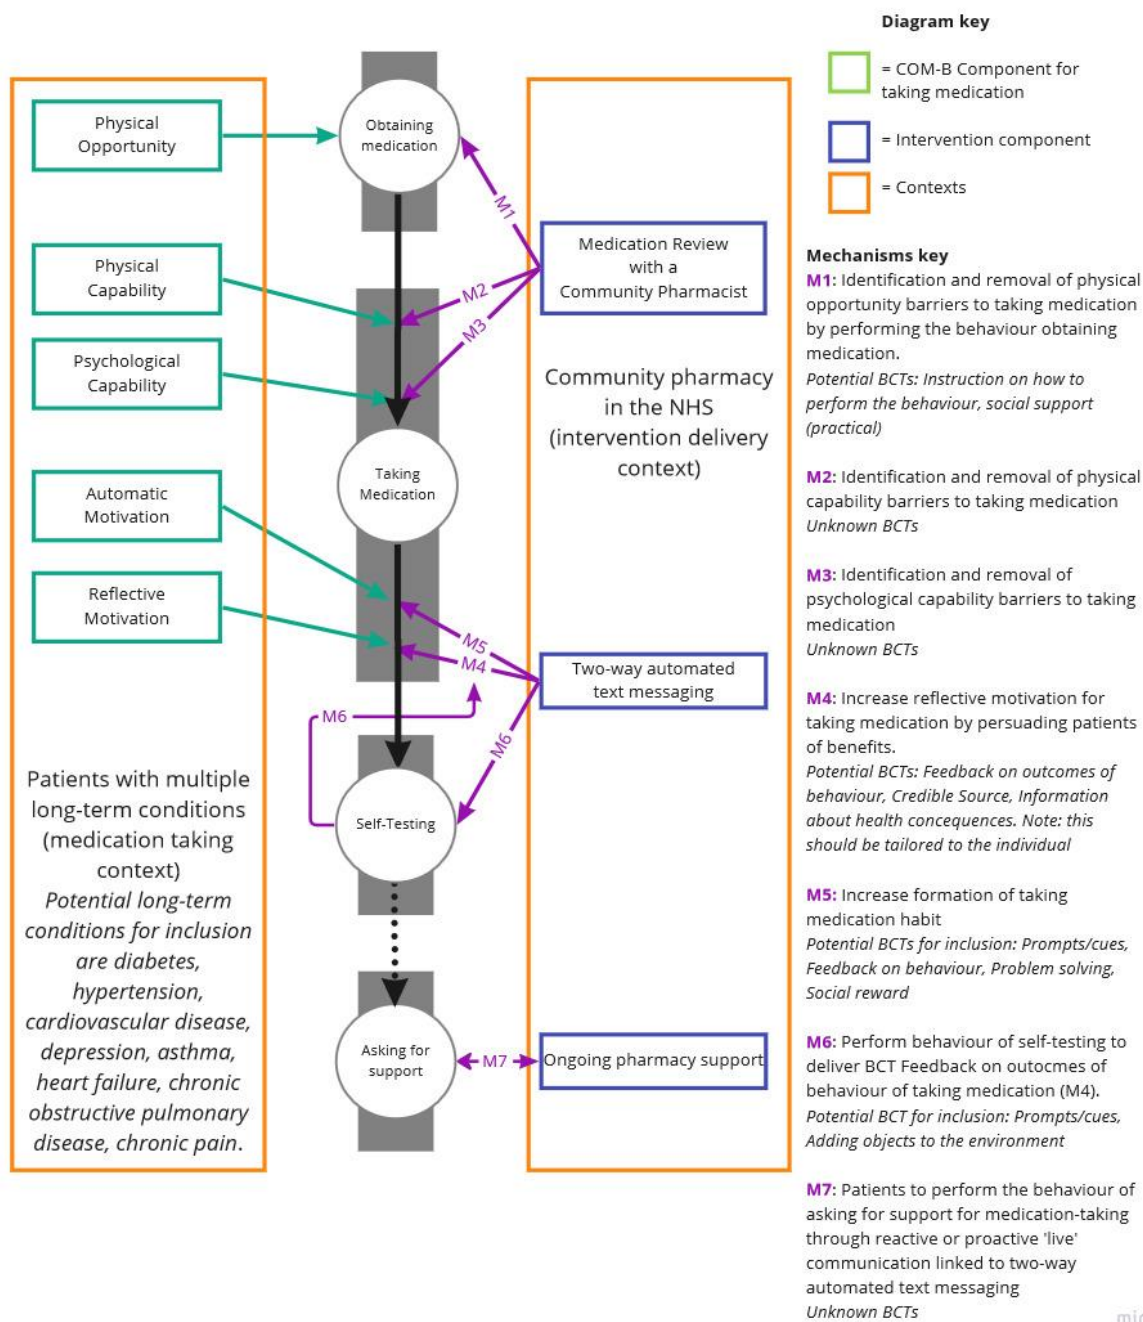 Diagram key
= COM-B Component for
taking medication
= Intervention component
= Contexts
Physical
Opportunity
Physical
Capability
Psychological
Capability
Automatic
Motivation
Reflective
Motivation
Patients with multiple
long-term conditions
(medication taking
context)
Potential long-term
conditions for inclusion
are diabetes,
hypertension,
cardiovascular disease,
depression, asthma,
heart failure, chronic
obstructive pulmonary
disease, chronic pain.
Obtaining
medication
Taking
Medication
Self-Testing
Asking for
support
M1
M2
M3
M5
M4
M6
M6
M7
Medication Review
with a
Community Pharmacist
Community pharmacy
in the NHS
(intervention delivery
context)
Two-way automated
text messaging
Ongoing pharmacy support
Mechanisms key
M1: Identification and removal of physical
opportunity barriers to taking medication
by performing the behaviour obtaining
medication.
Potential BCTs: Instruction on how to
perform the behaviour, social support
(practical)
M2: Identification and removal of physical
capability barriers to taking medication
Unknown BCTs
M3: Identification and removal of
psychological capability barriers to taking
medication
Unknown BCTs
M4: Increase reflective motivation for
taking medication by persuading patients
of benefits.
Potential BCTs: Feedback on outcomes of
behaviour, Credible Source, Information
about health concequences. Note: this
should be tailored to the individual
M5: Increase formation of taking
medication habit
Potential BCTs for inclusion: Prompts/cues,
Feedback on behaviour, Problem solving,
Social reward
M6: Perform behaviour of self-testing to
deliver BCT Feedback on outocmes of
behaviour of taking medication (M4).
Potential BCT for inclusion: Prompts/cues,
Adding objects to the environment
M7: Patients to perform the behaviour of
asking for support for medication-taking
through reactive or proactive 'live'
communication linked to two-way
automated text messaging
Unknown BCTs